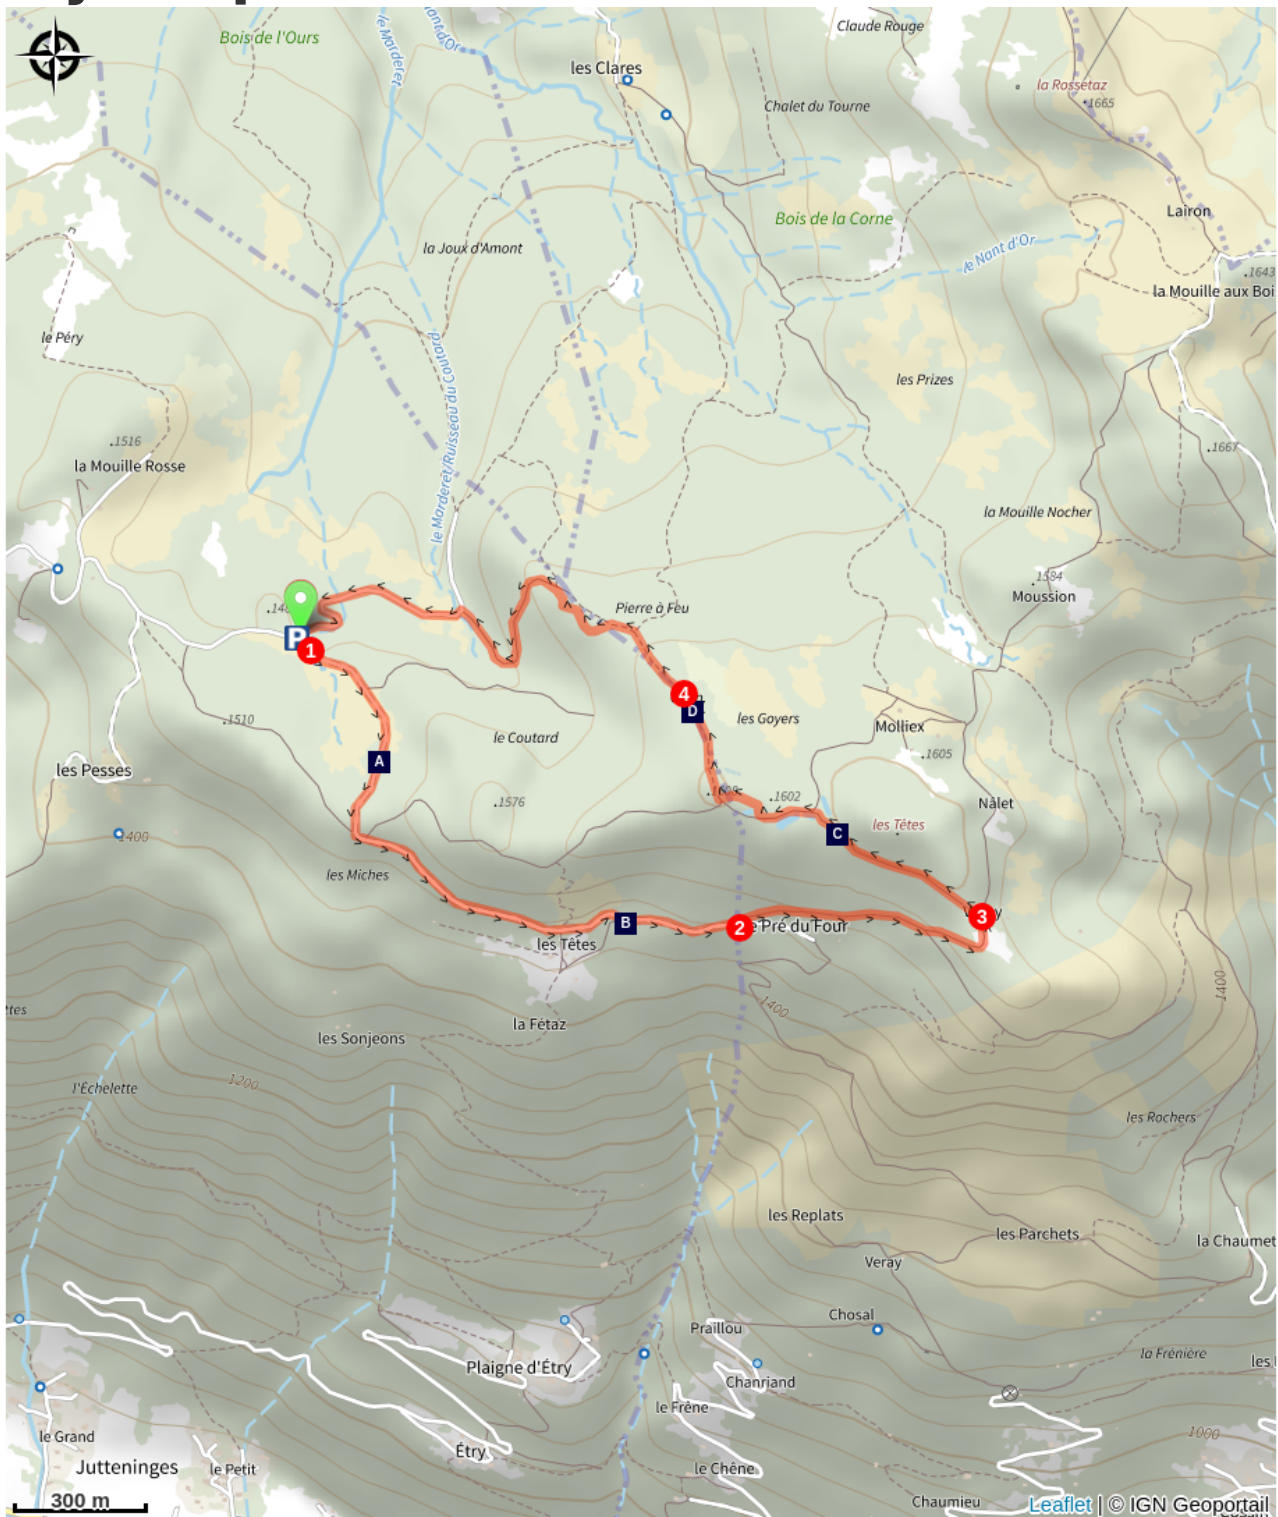 Bois de l'Ours
le Marderet
Nant d'Or
les Clares
Claude Rouge
la Rossetaz
1665
Chalet du Tourne
Bois de la Corne
Lairon
la Joux d'Amont
le Nant d'Or
1643
la Mouille aux Boi
le Péry
le Marderet/Ruisseau du Coutard
les Prizes
1516
la Mouille Rosse
1667
la Mouille Nocher
1584
Moussion
Pierre à Feu
P
1
4
D
1510
le Coutard
les Goyers
Molliex
1605
A
les Pesses
1576
1602
Nâlet
1400
C
les Têtes
les Miches
B
2
e Pré du Four
3
y
les Têtes
1400
1400
ttes
la Fétaz
les Sonjeons
l'Échelette
1200
les Rochers
les Replats
les Parchets
la Chaumet
Veray
Chosal
Praillou
la Frénière
les
Plaigne d'Étry
Chanriand
le Frêne
le Grand
Étry
1000
Jutteninges
le Petit
le Chêne
300 m
Chaumieu
Leaflet | © IGN Geoportail